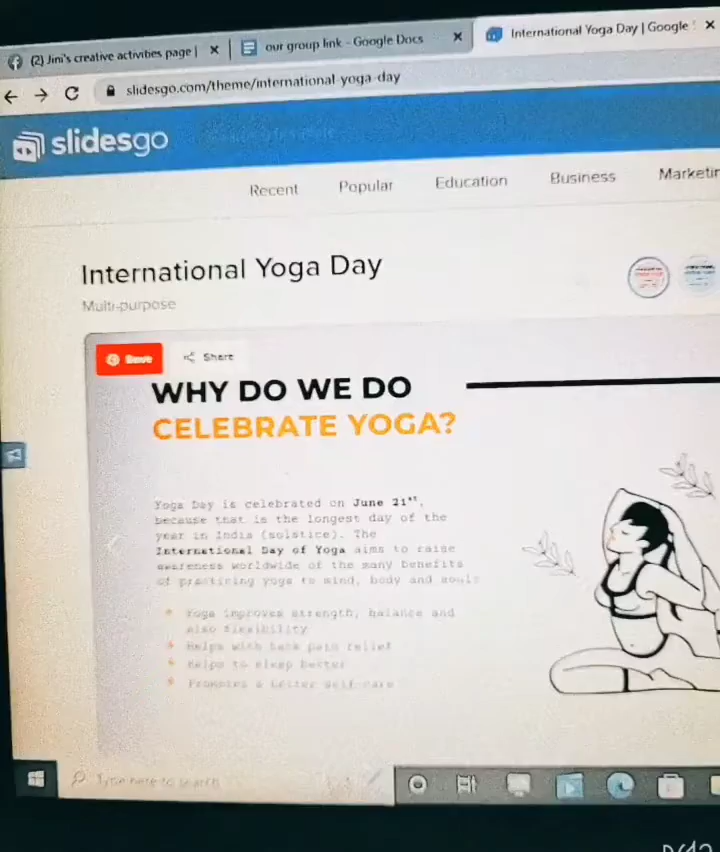 (2) Jini's creative activities page |
our group link - Google Docs
International Yoga Day | Google
slidesgo.com/theme/international-yoga-day
slidesgo
Recent Popular Education Business Marketin
International Yoga Day
Multi-purpose
Save Share
WHY DO WE DO
CELEBRATE YOGA?
Yoga Day is celebrated on June 21st,
because that is the longest day of the
year in India (solstice). The
International Day of Yoga aims to raise
awareness worldwide of the many benefits
of practicing yoga to mind, body and soul:
Yoga improves strength, balance and
also flexibility
Helps with back pain relief
Helps to sleep better
Promotes a better self-care
Type here to search